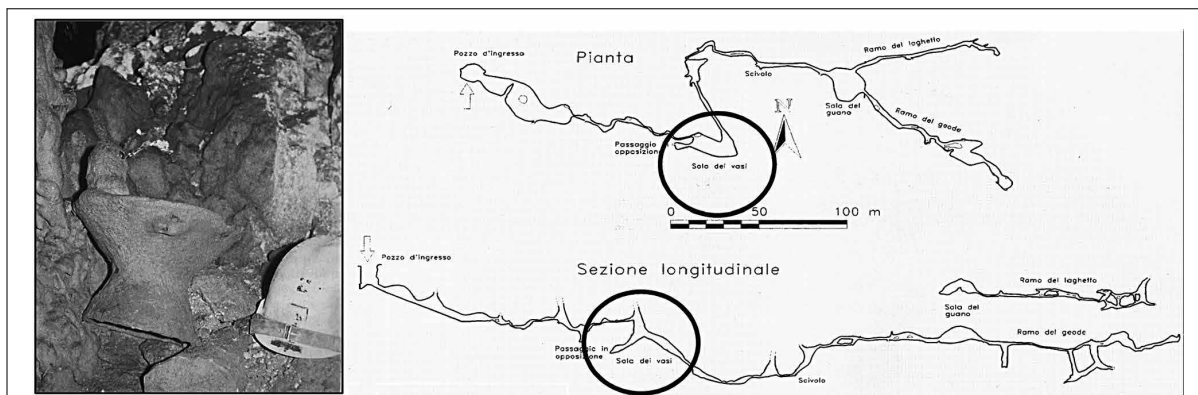 Pianta
Pozzo d'Ingresso
Ramo del laghetto
Scivolo
Sala del
guano
Ramo del geode
N
Passaggio
opposizione
Sala dei vasi
0 50 100 m
Sezione longitudinale
Pozzo d'Ingresso
Ramo del laghetto
Sala del
guano
Ramo del geode
Passaggio in
opposizione
Sala dei vasi
Scivolo